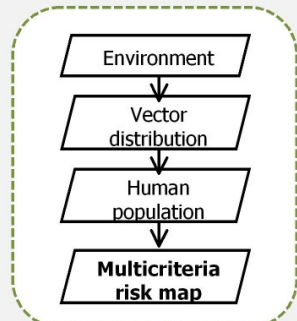 Environment
Vector
distribution
Human
population
Multicriteria
risk map